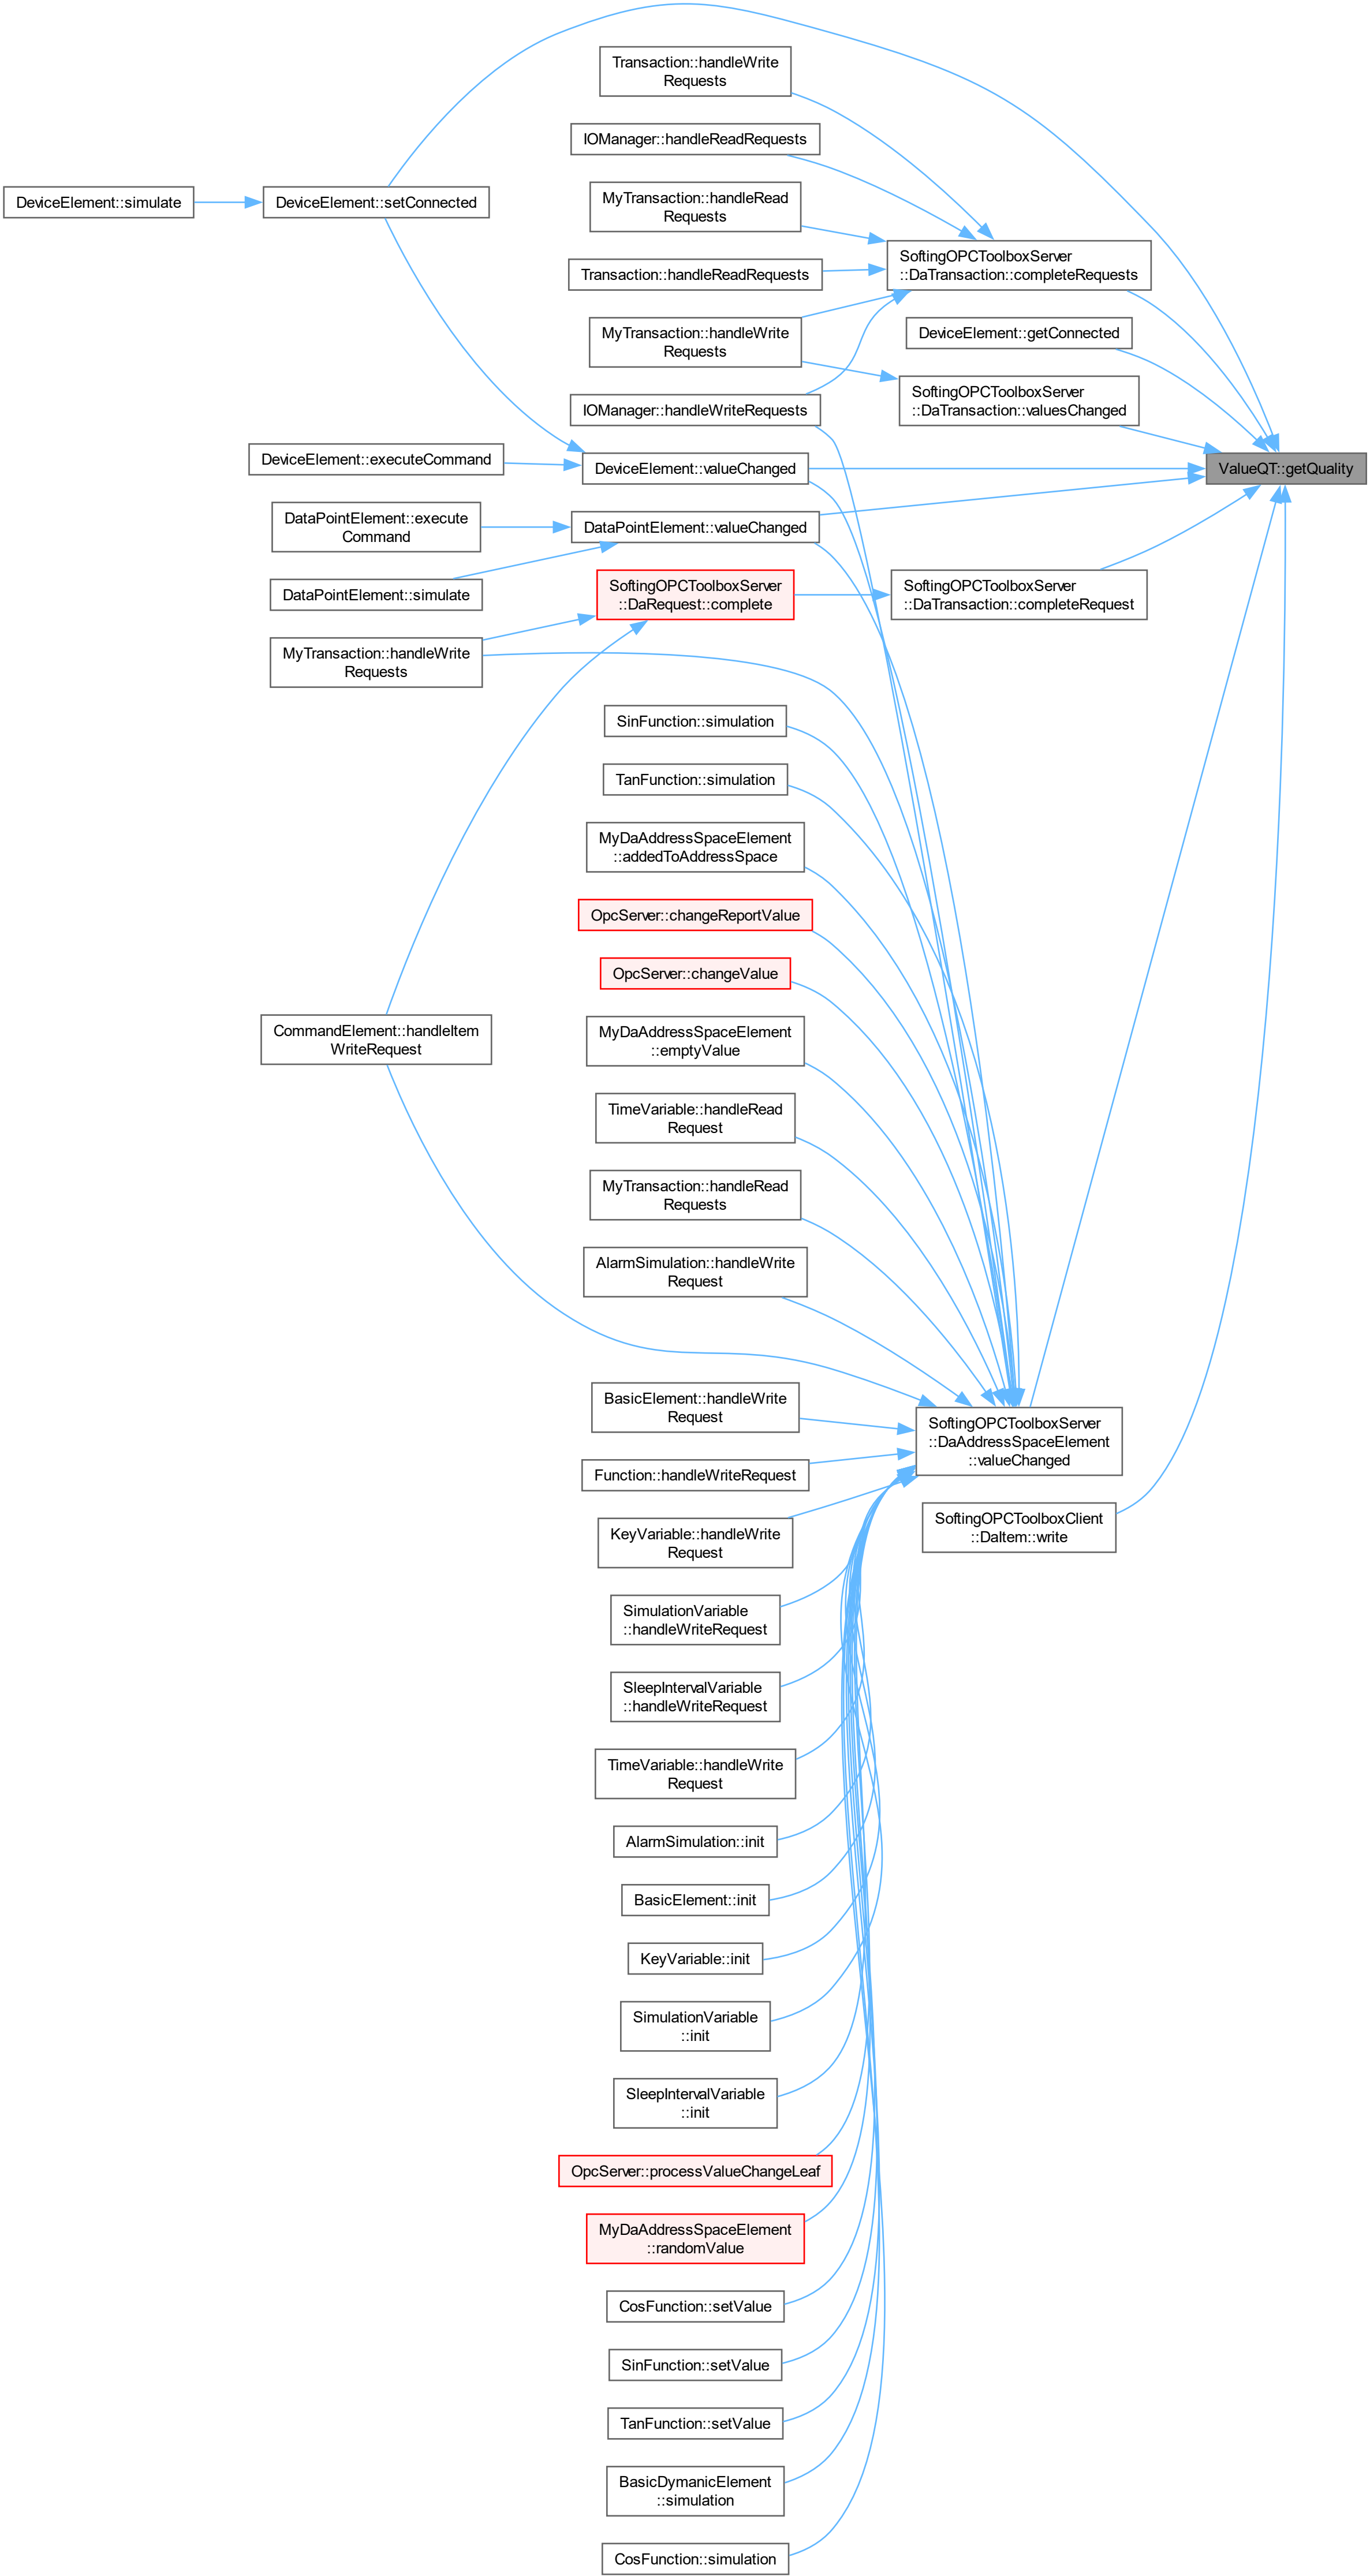 Transaction::handleWrite
Requests
IOManager::handleReadRequests
MyTransaction::handleRead
Requests
DeviceElement::simulate
DeviceElement::setConnected
SoftingOPCToolboxServer
::DaTransaction::completeRequests
Transaction::handleReadRequests
MyTransaction::handleWrite
Requests
DeviceElement::getConnected
IOManager::handleWriteRequests
SoftingOPCToolboxServer
::DaTransaction::valuesChanged
DeviceElement::executeCommand
DeviceElement::valueChanged
ValueQT::getQuality
DataPointElement::execute
Command
DataPointElement::valueChanged
DataPointElement::simulate
SoftingOPCToolboxServer
::DaRequest::complete
SoftingOPCToolboxServer
::DaTransaction::completeRequest
MyTransaction::handleWrite
Requests
SinFunction::simulation
TanFunction::simulation
MyDaAddressSpaceElement
::addedToAddressSpace
OpcServer::changeReportValue
OpcServer::changeValue
CommandElement::handleItem
WriteRequest
MyDaAddressSpaceElement
::emptyValue
TimeVariable::handleRead
Request
MyTransaction::handleRead
Requests
AlarmSimulation::handleWrite
Request
BasicElement::handleWrite
Request
SoftingOPCToolboxServer
::DaAddressSpaceElement
::valueChanged
Function::handleWriteRequest
SoftingOPCToolboxClient
::DaItem::write
KeyVariable::handleWrite
Request
SimulationVariable
::handleWriteRequest
SleepIntervalVariable
::handleWriteRequest
TimeVariable::handleWrite
Request
AlarmSimulation::init
BasicElement::init
KeyVariable::init
SimulationVariable
::init
SleepIntervalVariable
::init
OpcServer::processValueChangeLeaf
MyDaAddressSpaceElement
::randomValue
CosFunction::setValue
SinFunction::setValue
TanFunction::setValue
BasicDymanicElement
::simulation
CosFunction::simulation